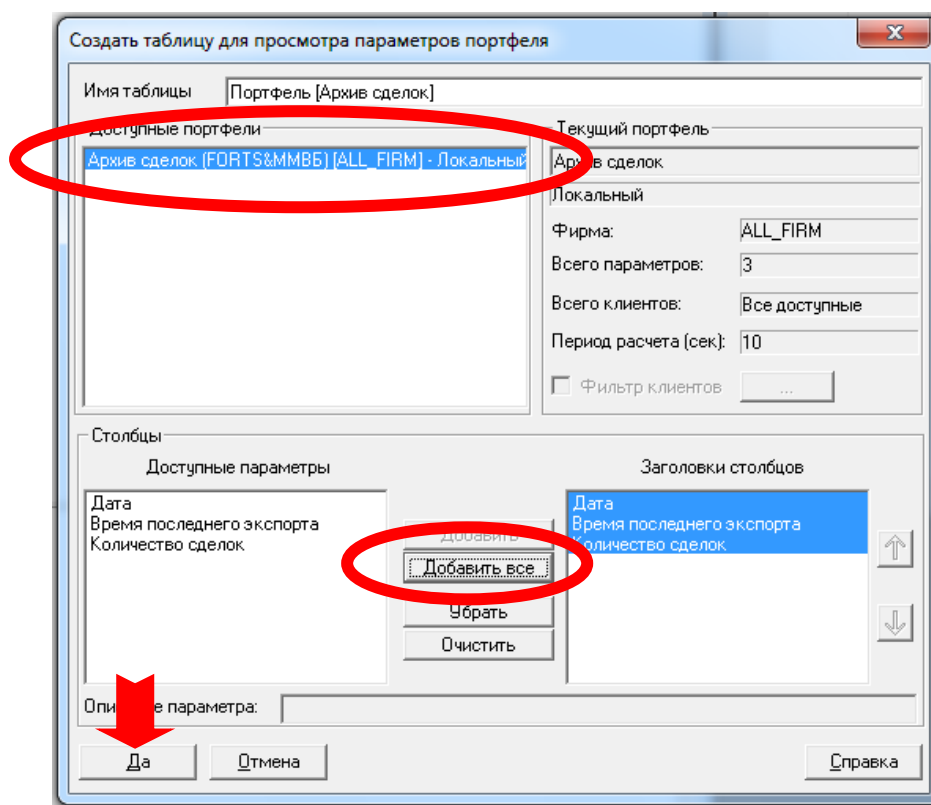 Создать таблицу для просмотра параметров портфеля
Имя таблицы
Портфель [Архив сделок]
Доступные портфели
Архив сделок (FORTS&ММВБ) [ALL_FIRM] - Локальный
Текущий портфель
Архив сделок
Локальный
Фирма: ALL_FIRM
Всего параметров: 3
Всего клиентов: Все доступные
Период расчета (сек): 10
Фильтр клиентов ...
Столбцы
Доступные параметры
Дата
Время последнего экспорта
Количество сделок
Добавить
Добавить все
Убрать
Очистить
Заголовки столбцов
Дата
Время последнего экспорта
Количество сделок
параметра:
Да
Отмена
Справка